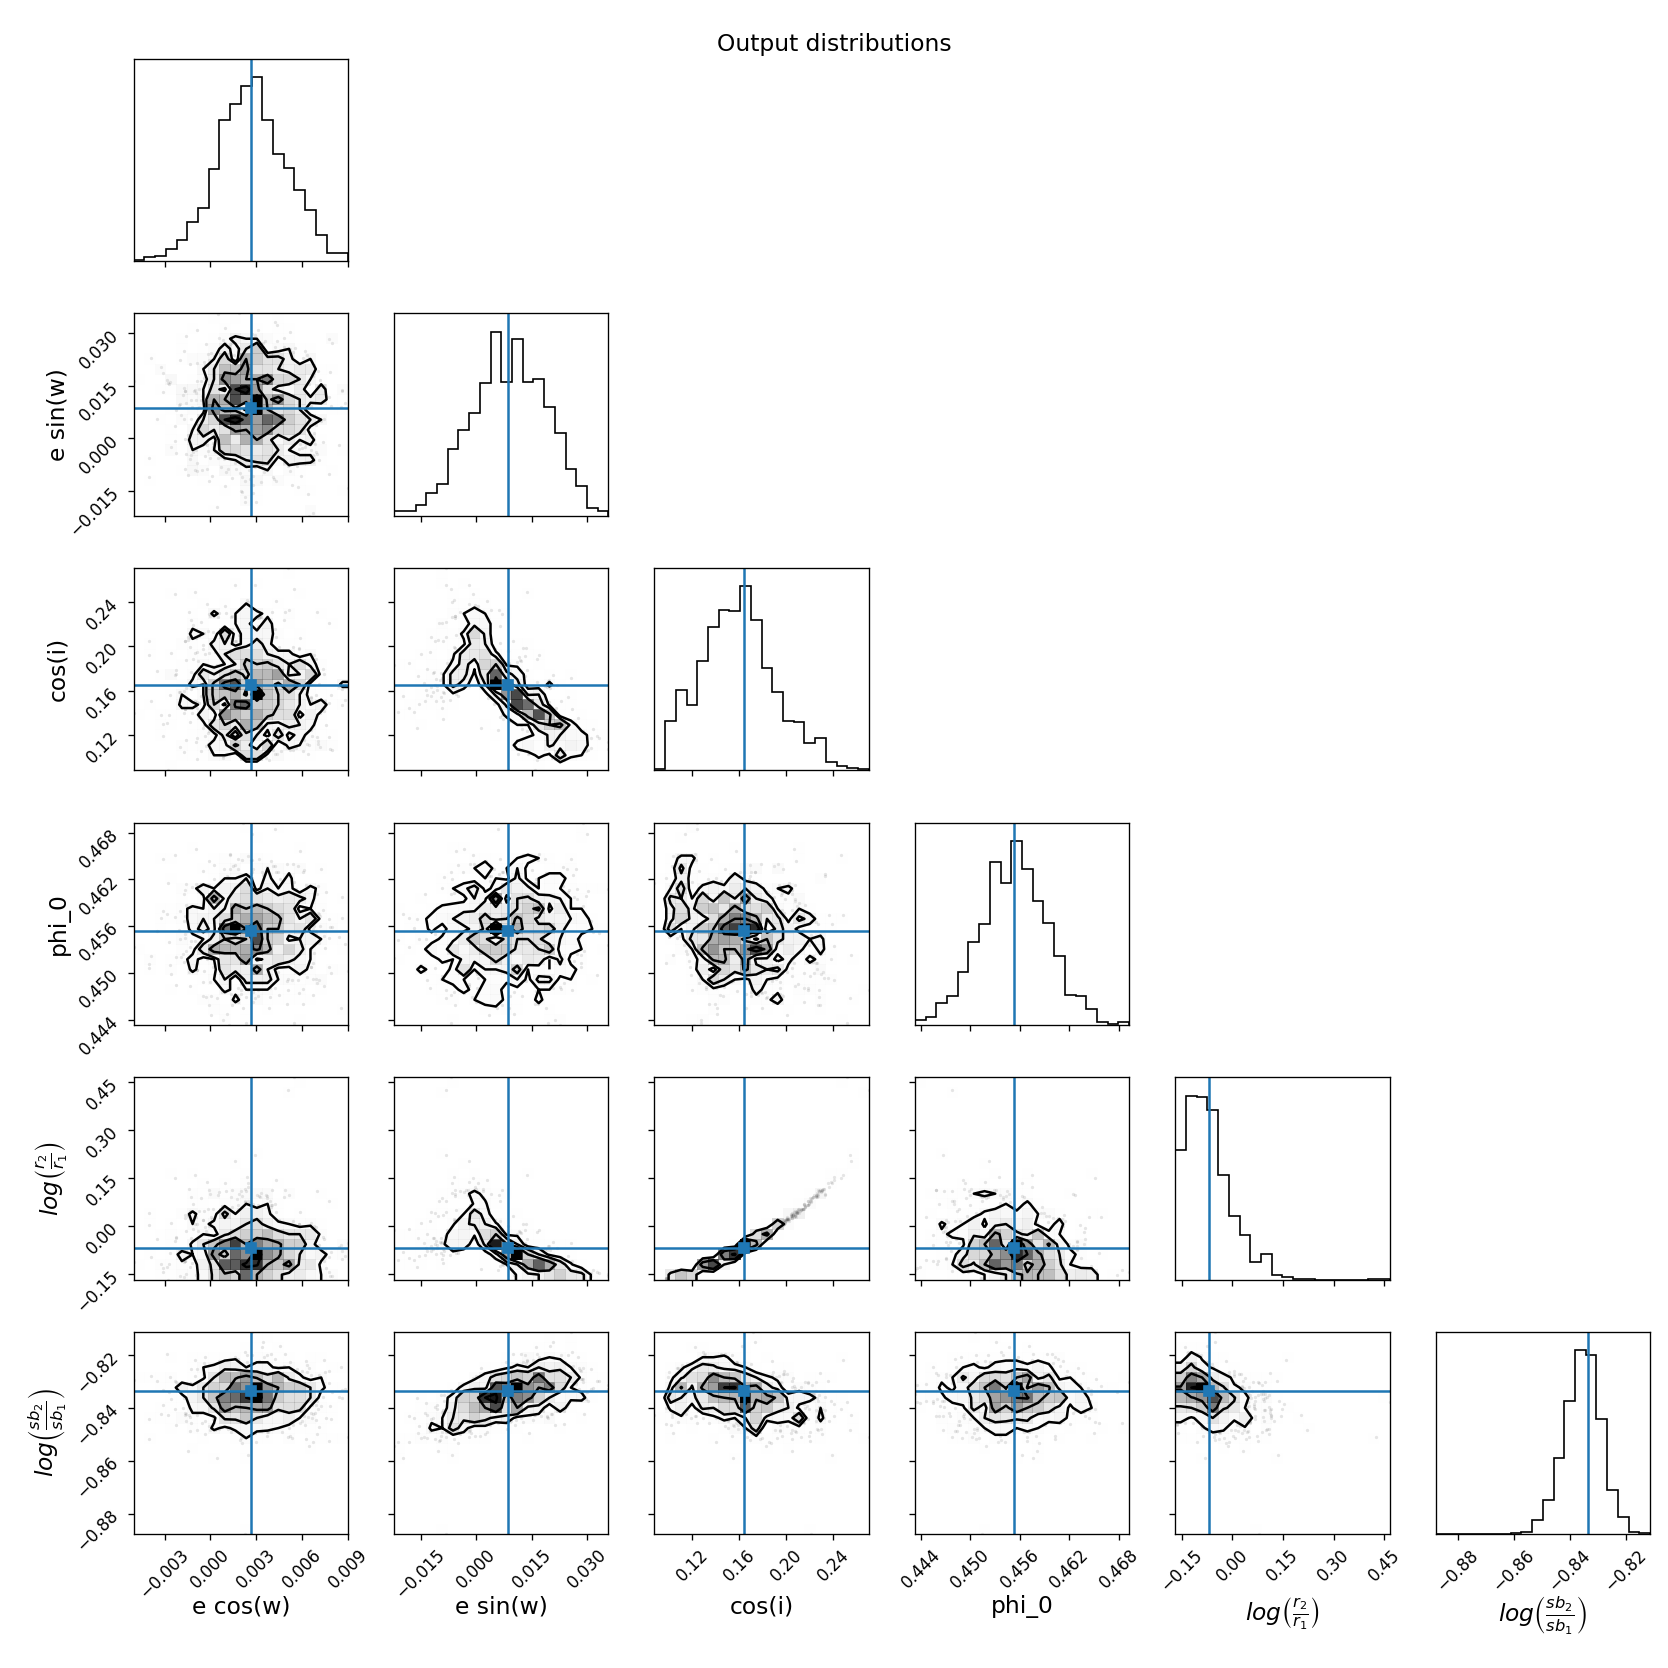 Output distributions
e sin(w)
0.030
0.015
0.000
−0.015
cos(i)
0.24
0.20
0.16
0.12
phi_0
0.468
0.462
0.456
0.450
0.444
log(r₂/r₁)
0.45
0.30
0.15
0.00
−0.15
log(sb₂/sb₁)
−0.82
−0.84
−0.86
−0.88
−0.003 0.000 0.003 0.006 0.009 −0.015 0.000 0.015 0.030 0.12 0.16 0.20 0.24 0.444 0.450 0.456 0.462 0.468 −0.15 0.00 0.15 0.30 0.45 −0.88 −0.86 −0.84 −0.82
e cos(w) e sin(w) cos(i) phi_0 log(r₂/r₁) log(sb₂/sb₁)